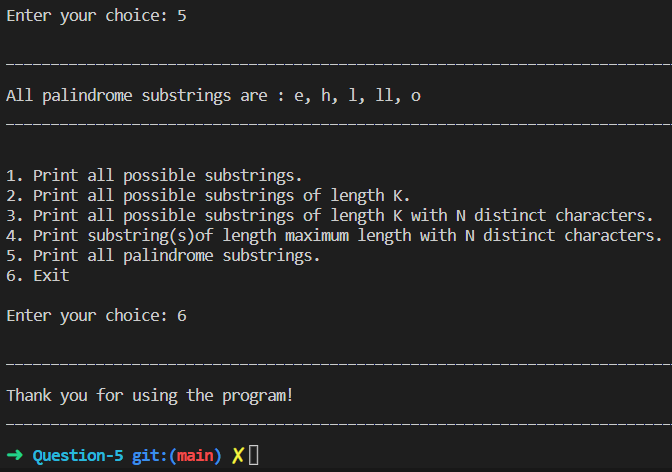 Enter your choice: 5
All palindrome substrings are : e, h, l, ll, o
1. Print all possible substrings.
2. Print all possible substrings of length K.
3. Print all possible substrings of length K with N distinct characters.
4. Print substring(s)of length maximum length with N distinct characters.
5. Print all palindrome substrings.
6. Exit
Enter your choice: 6
Thank you for using the program!
➜ Question-5 git:(main) ✗